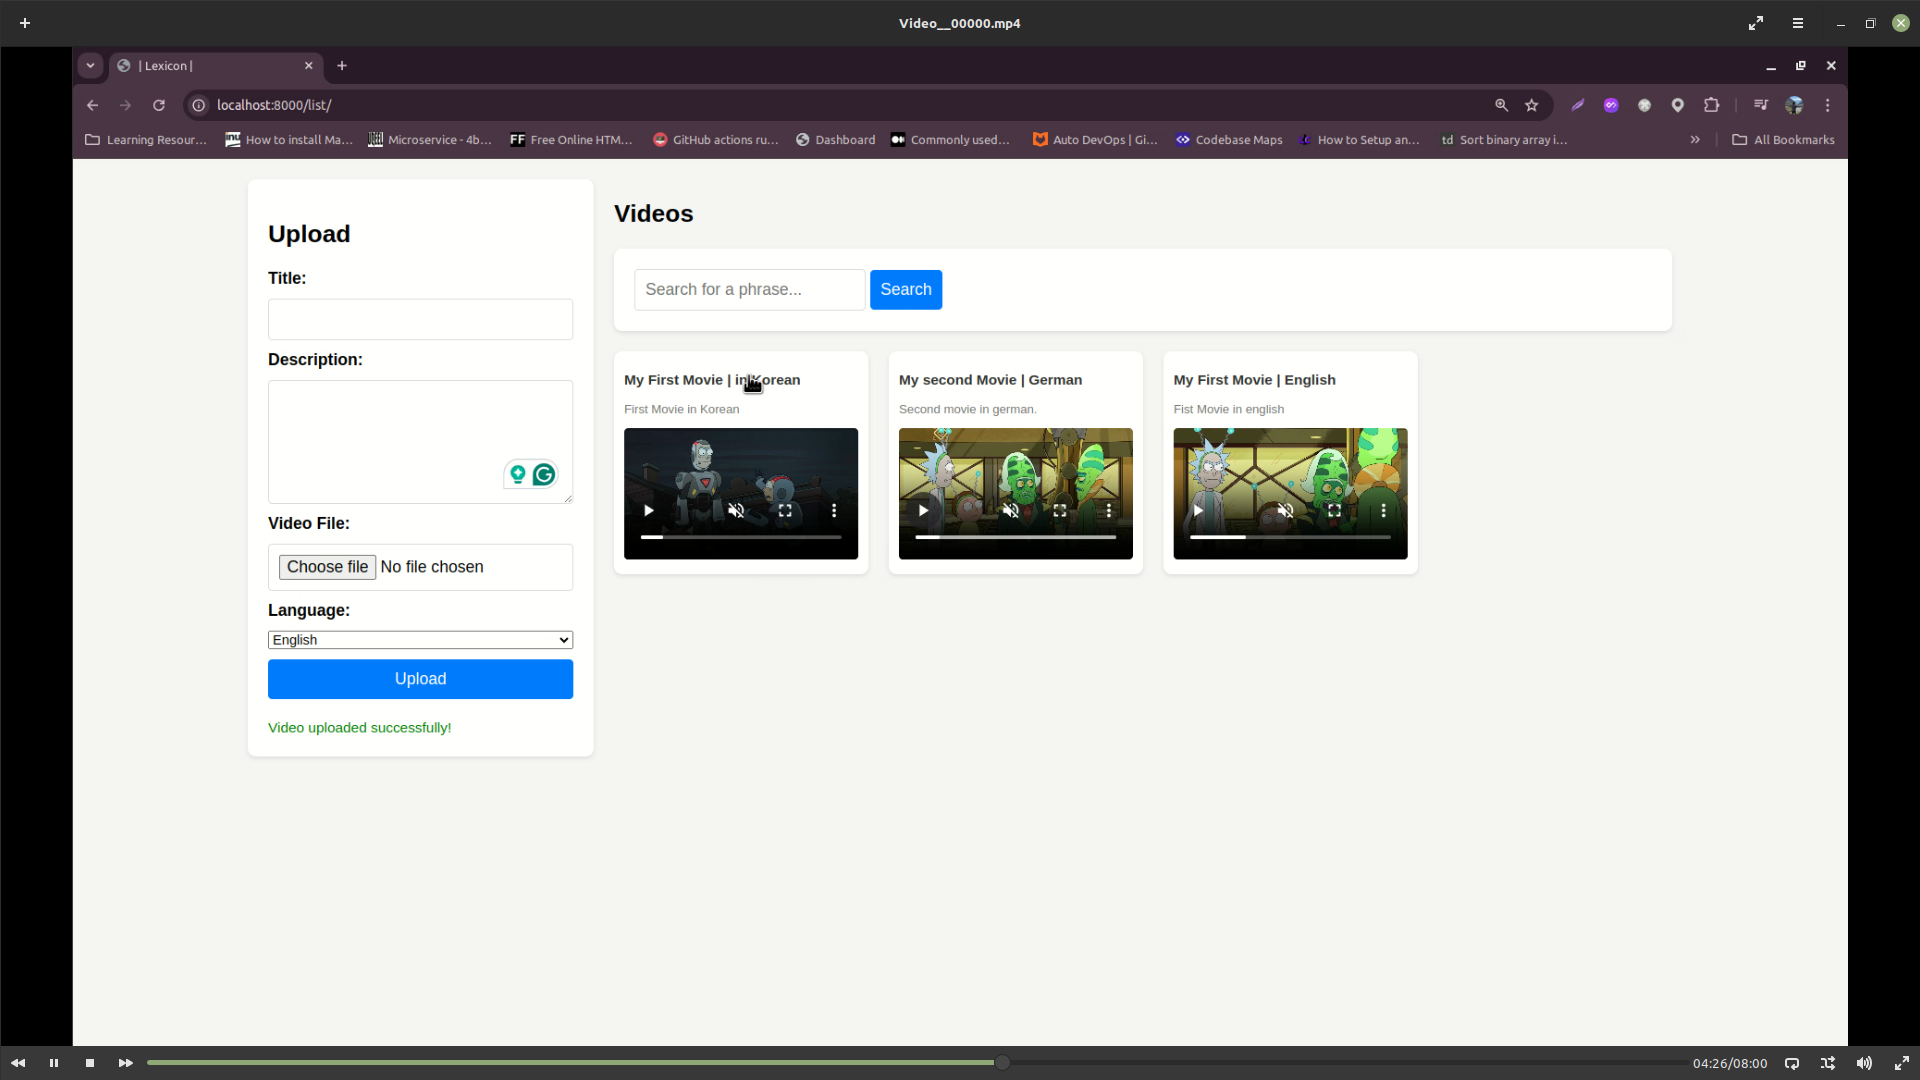 Video__00000.mp4
| Lexicon |
localhost:8000/list/
Learning Resour...
How to install Ma...
Microservice - 4b...
FF Free Online HTM...
GitHub actions ru...
Dashboard
Commonly used...
Auto DevOps | Gi...
Codebase Maps
How to Setup an...
td Sort binary array i...
All Bookmarks
Upload
Title:
Description:
Video File:
Choose file No file chosen
Language:
English
Upload
Video uploaded successfully!
Videos
Search for a phrase...
Search
My First Movie | in Korean
First Movie in Korean
My second Movie | German
Second movie in german.
My First Movie | English
Fist Movie in english
04:26/08:00